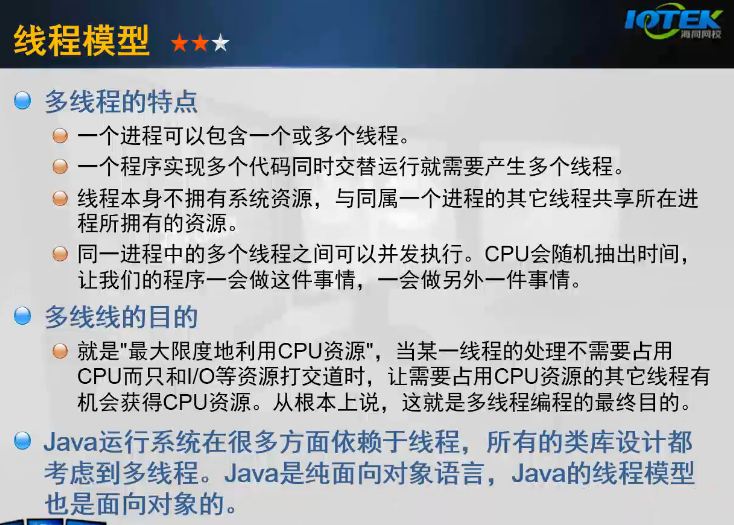 线程模型
IOTEK
海同网校
多线程的特点
一个进程可以包含一个或多个线程。
一个程序实现多个代码同时交替运行就需要产生多个线程。
线程本身不拥有系统资源，与同属一个进程的其它线程共享所在进
程所拥有的资源。
同一进程中的多个线程之间可以并发执行。CPU会随机抽出时间，
让我们的程序一会做这件事情，一会做另外一件事情。
多线线的目的
就是"最大限度地利用CPU资源"，当某一线程的处理不需要占用
CPU而只和I/O等资源打交道时，让需要占用CPU资源的其它线程有
机会获得CPU资源。从根本上说，这就是多线程编程的最终目的。
Java运行系统在很多方面依赖于线程，所有的类库设计都
考虑到多线程。Java是纯面向对象语言，Java的线程模型
也是面向对象的。